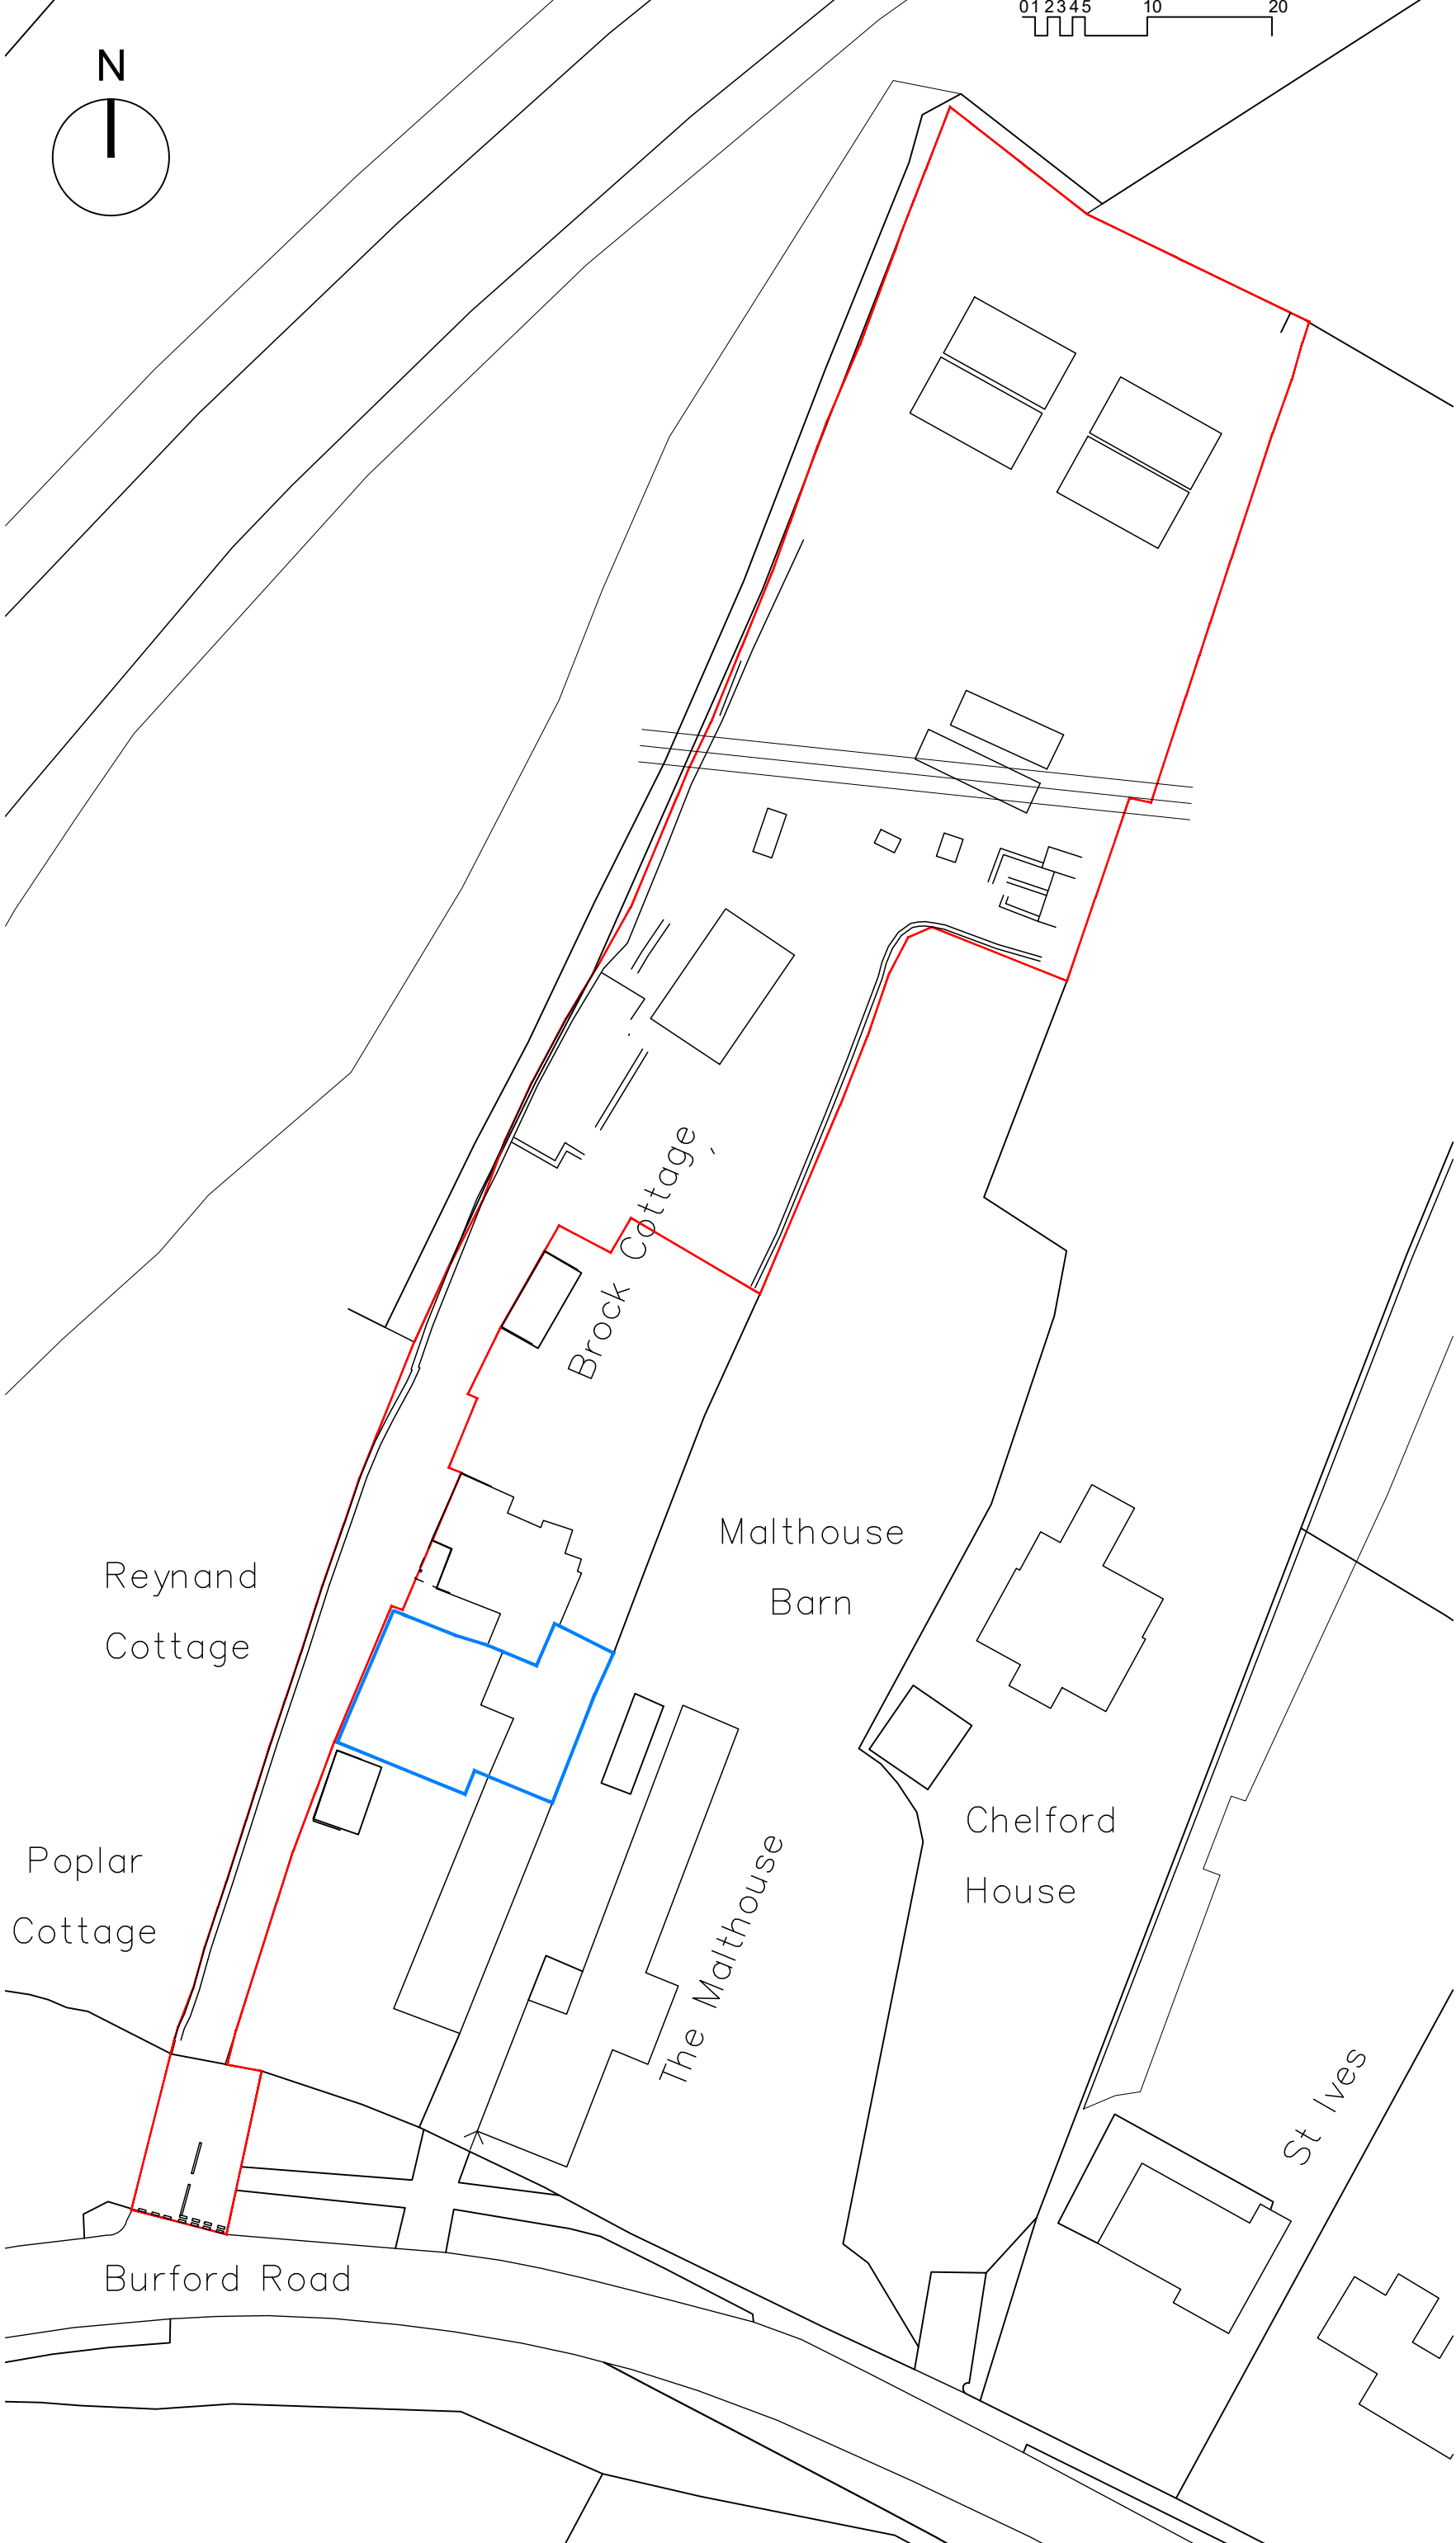 0 1 2 3 4 5 10 20
N
Brock Cottage
Malthouse
Barn
Reynand
Cottage
Chelford
House
Poplar
Cottage
The Malthouse
St Ives
Burford Road